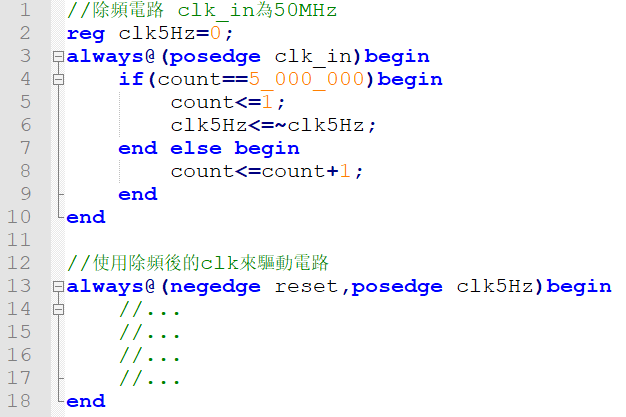 1 //除頻電路 clk_in為50MHz
2 reg clk5Hz=0;
3 always@(posedge clk_in)begin
4 if(count==5_000_000)begin
5 count<=1;
6 clk5Hz<=~clk5Hz;
7 end else begin
8 count<=count+1;
9 end
10 end
11
12 //使用除頻後的clk來驅動電路
13 always@(negedge reset,posedge clk5Hz)begin
14 //...
15 //...
16 //...
17 //...
18 end